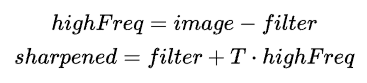 highFreq = image − filter
sharpened = filter + T · highFreq